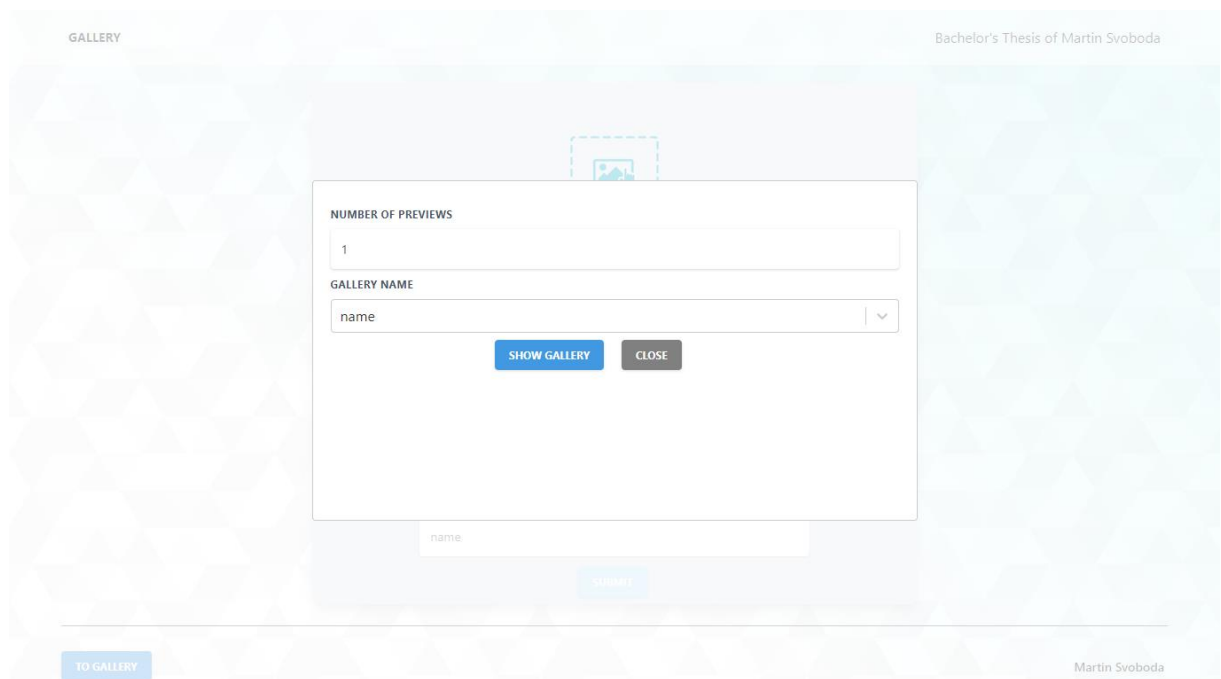 GALLERY
Bachelor's Thesis of Martin Svoboda
NUMBER OF PREVIEWS
1
GALLERY NAME
name
SHOW GALLERY
CLOSE
name
SUBMIT
TO GALLERY
Martin Svoboda